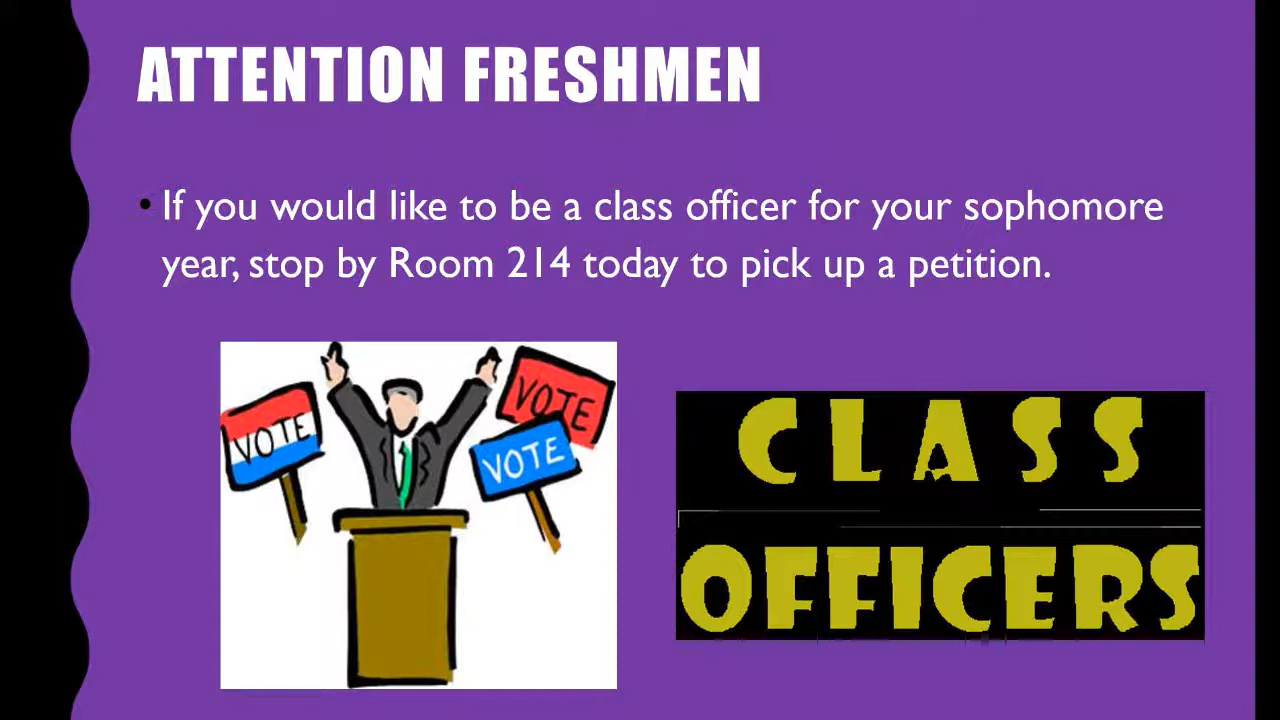 ATTENTION FRESHMEN
• If you would like to be a class officer for your sophomore
year, stop by Room 214 today to pick up a petition.
VOTE
VOTE
VOTE
CLASS
OFFICERS